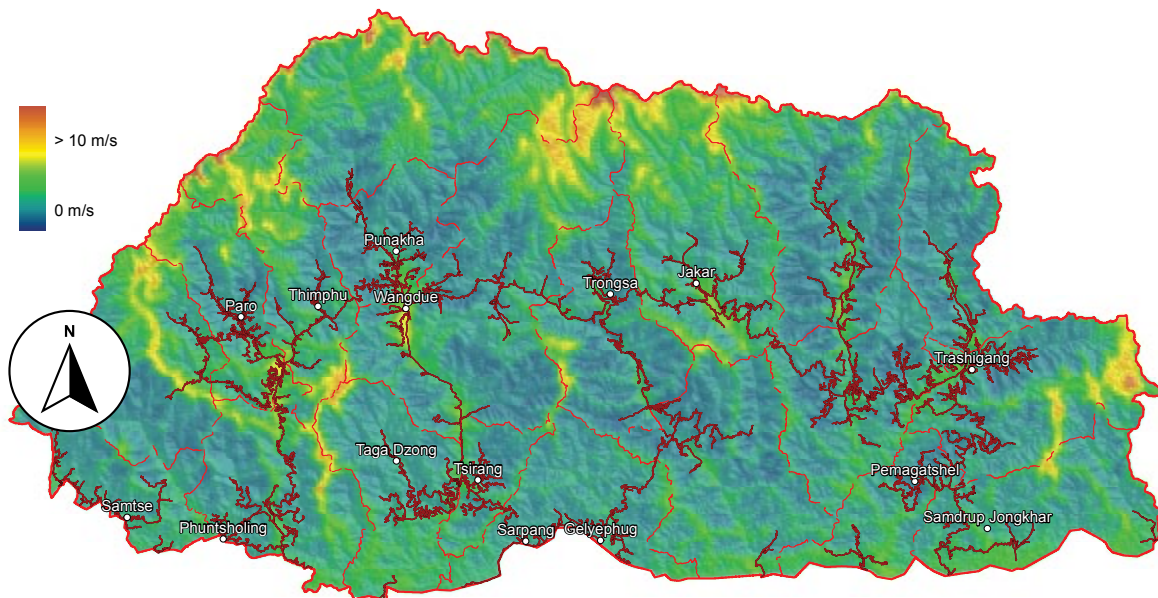 > 10 m/s
0 m/s
N
Punakha
Thimphu
Wangdue
Paro
Trongsa
Jakar
Trashigang
Taga Dzong
Tsirang
Pemagatshel
Samtse
Phuntsholing
Sarpang
Gelyephug
Samdrup Jongkhar